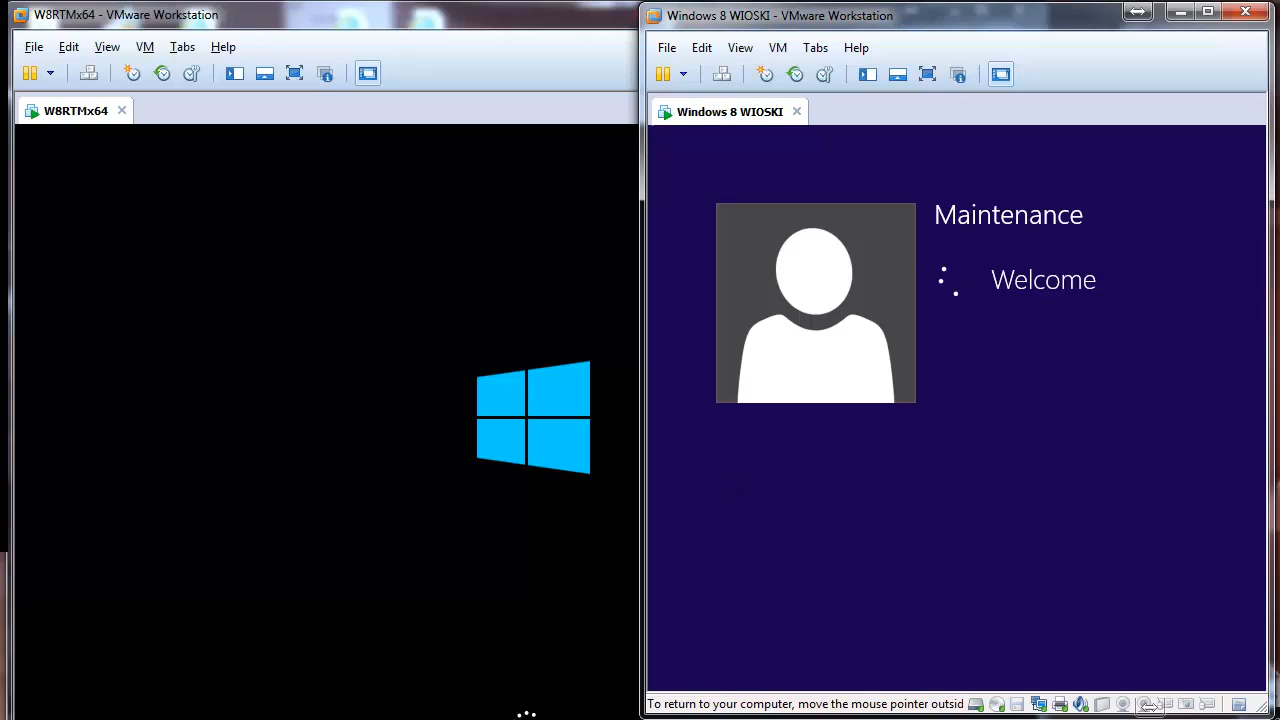 W8RTMx64 - VMware Workstation
File Edit View VM Tabs Help
W8RTMx64
Windows 8 WIOSKI - VMware Workstation
File Edit View VM Tabs Help
Windows 8 WIOSKI
Maintenance
Welcome
To return to your computer, move the mouse pointer outsid